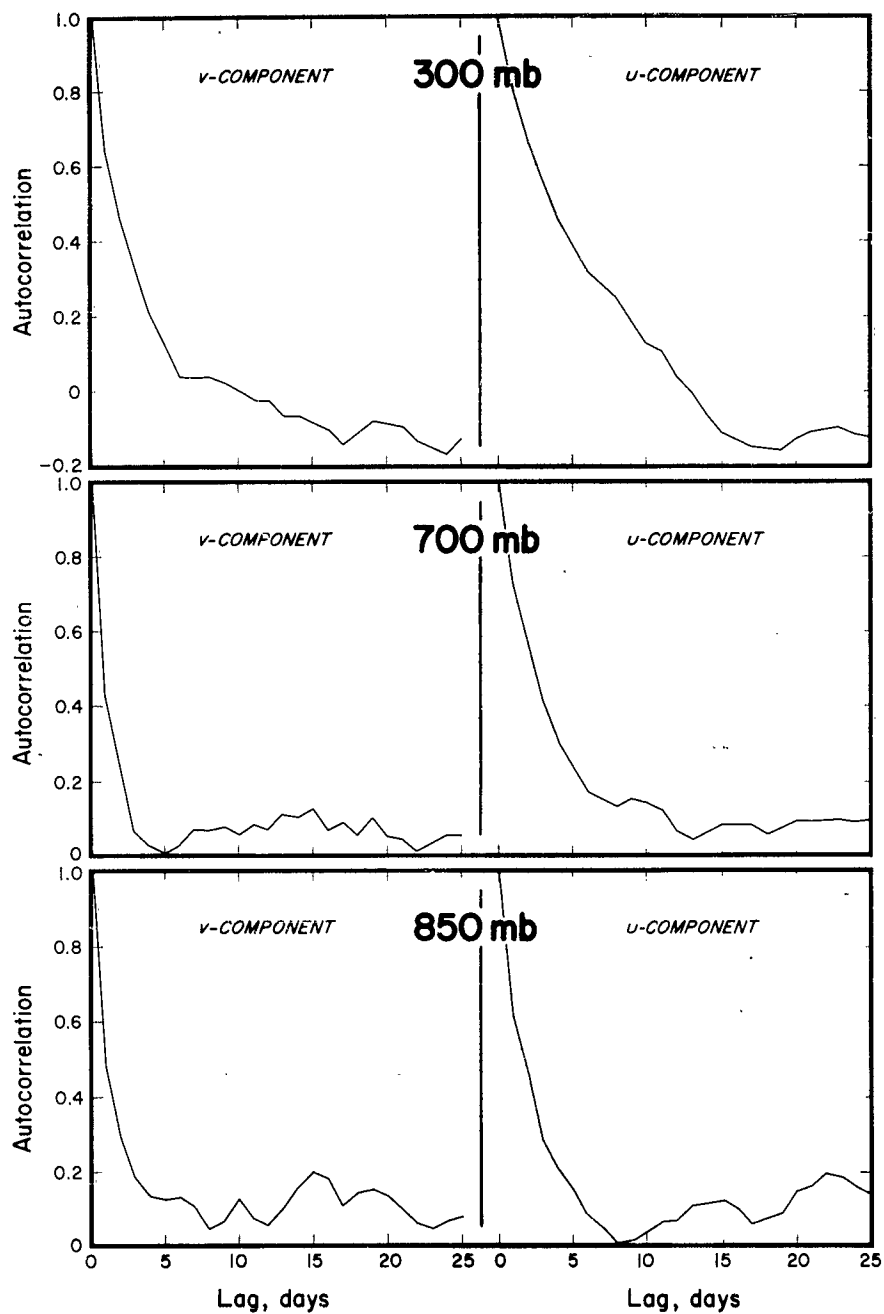 1.0
v-COMPONENT 300 mb u-COMPONENT
0.8
0.6
0.4
0.2
0
-0.2
Autocorrelation
1.0
v-COMPONENT 700 mb u-COMPONENT
0.8
0.6
0.4
0.2
0
Autocorrelation
1.0
v-COMPONENT 850 mb u-COMPONENT
0.8
0.6
0.4
0.2
0
Autocorrelation
0 5 10 15 20 25 0 5 10 15 20 25
Lag, days Lag, days